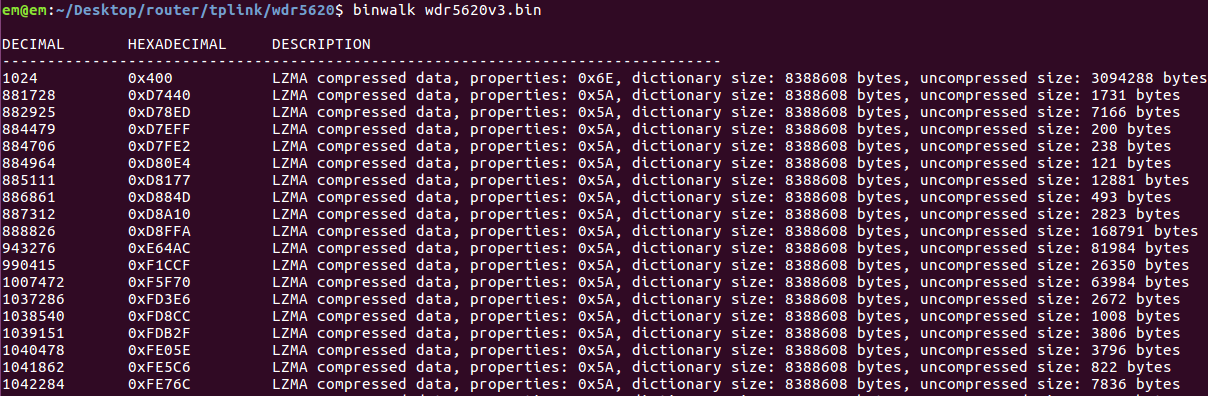 em@em:~/Desktop/router/tplink/wdr5620$ binwalk wdr5620v3.bin
DECIMAL HEXADECIMAL DESCRIPTION
--------------------------------------------------------------------------------
1024 0x400 LZMA compressed data, properties: 0x6E, dictionary size: 8388608 bytes, uncompressed size: 3094288 bytes
881728 0xD7440 LZMA compressed data, properties: 0x5A, dictionary size: 8388608 bytes, uncompressed size: 1731 bytes
882925 0xD78ED LZMA compressed data, properties: 0x5A, dictionary size: 8388608 bytes, uncompressed size: 7166 bytes
884479 0xD7EFF LZMA compressed data, properties: 0x5A, dictionary size: 8388608 bytes, uncompressed size: 200 bytes
884706 0xD7FE2 LZMA compressed data, properties: 0x5A, dictionary size: 8388608 bytes, uncompressed size: 238 bytes
884964 0xD80E4 LZMA compressed data, properties: 0x5A, dictionary size: 8388608 bytes, uncompressed size: 121 bytes
885111 0xD8177 LZMA compressed data, properties: 0x5A, dictionary size: 8388608 bytes, uncompressed size: 12881 bytes
886861 0xD884D LZMA compressed data, properties: 0x5A, dictionary size: 8388608 bytes, uncompressed size: 493 bytes
887312 0xD8A10 LZMA compressed data, properties: 0x5A, dictionary size: 8388608 bytes, uncompressed size: 2823 bytes
888826 0xD8FFA LZMA compressed data, properties: 0x5A, dictionary size: 8388608 bytes, uncompressed size: 168791 bytes
943276 0xE64AC LZMA compressed data, properties: 0x5A, dictionary size: 8388608 bytes, uncompressed size: 81984 bytes
990415 0xF1CCF LZMA compressed data, properties: 0x5A, dictionary size: 8388608 bytes, uncompressed size: 26350 bytes
1007472 0xF5F70 LZMA compressed data, properties: 0x5A, dictionary size: 8388608 bytes, uncompressed size: 63984 bytes
1037286 0xFD3E6 LZMA compressed data, properties: 0x5A, dictionary size: 8388608 bytes, uncompressed size: 2672 bytes
1038540 0xFD8CC LZMA compressed data, properties: 0x5A, dictionary size: 8388608 bytes, uncompressed size: 1008 bytes
1039151 0xFDB2F LZMA compressed data, properties: 0x5A, dictionary size: 8388608 bytes, uncompressed size: 3806 bytes
1040478 0xFE05E LZMA compressed data, properties: 0x5A, dictionary size: 8388608 bytes, uncompressed size: 3796 bytes
1041862 0xFE5C6 LZMA compressed data, properties: 0x5A, dictionary size: 8388608 bytes, uncompressed size: 822 bytes
1042284 0xFE76C LZMA compressed data, properties: 0x5A, dictionary size: 8388608 bytes, uncompressed size: 7836 bytes